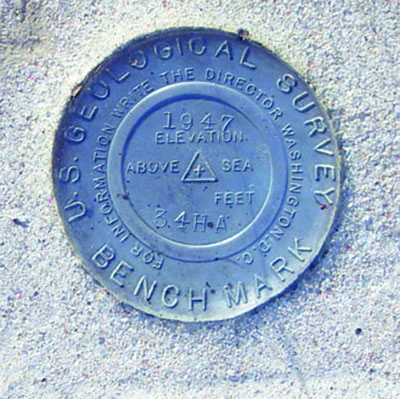 U.S. GEOLOGICAL SURVEY
FOR INFORMATION WRITE THE DIRECTOR WASHINGTON, D.C.
1947
ELEVATION
ABOVE SEA
FEET
34HA
BENCH MARK